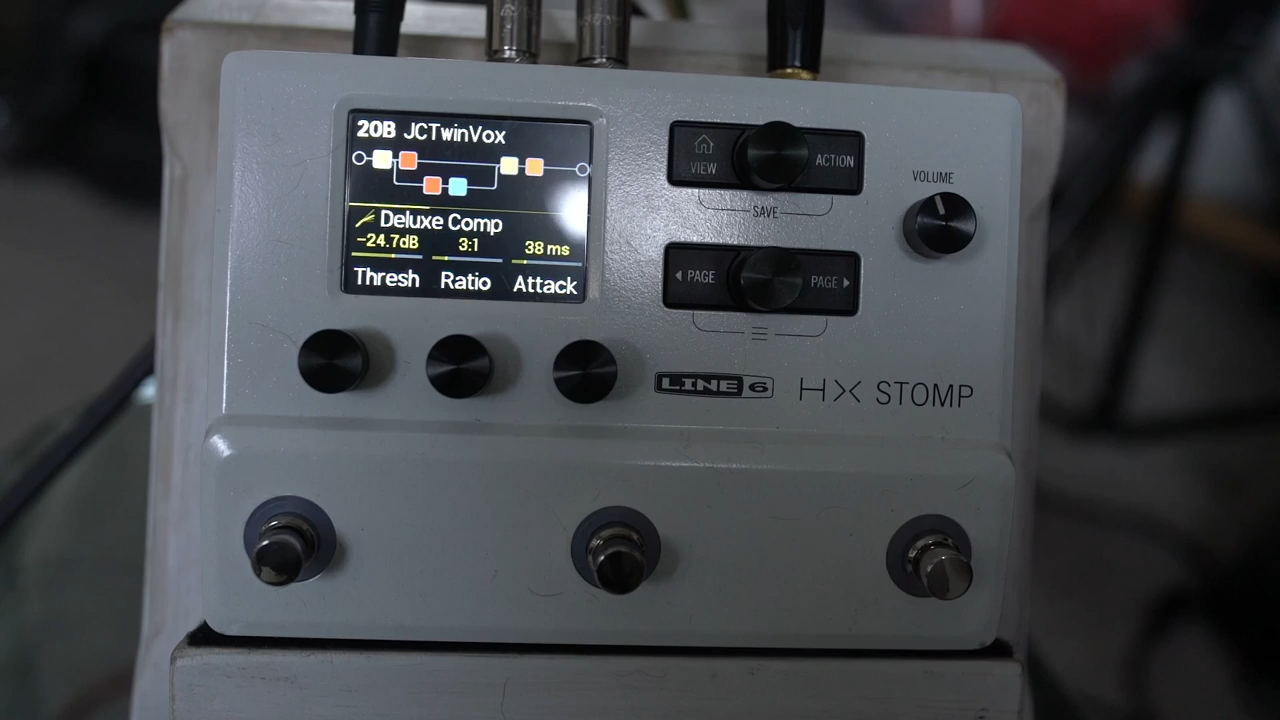 20B JCTwinVox
Deluxe Comp
-24.7dB 3:1 38 ms
Thresh Ratio Attack
VIEW ACTION
SAVE
VOLUME
PAGE PAGE
LINE 6 HX STOMP